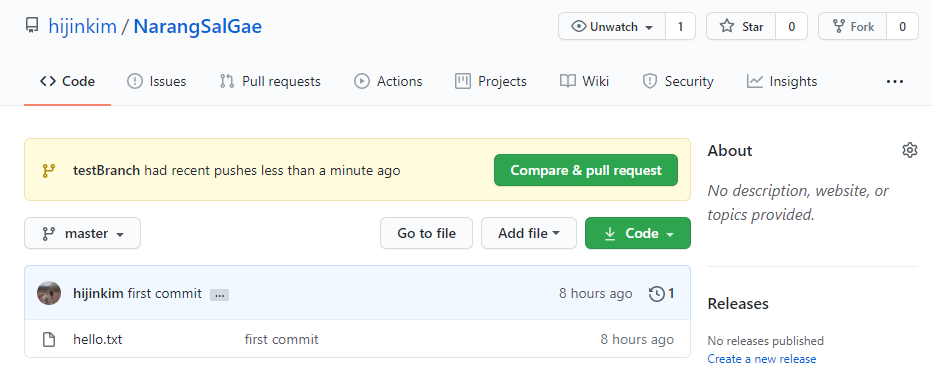 hijinkim / NarangSalGae
Unwatch 1 Star 0 Fork 0
Code Issues Pull requests Actions Projects Wiki Security Insights ...
testBranch had recent pushes less than a minute ago Compare & pull request
master Go to file Add file Code
hijinkim first commit ... 8 hours ago 1
hello.txt first commit 8 hours ago
About
No description, website, or
topics provided.
Releases
No releases published
Create a new release